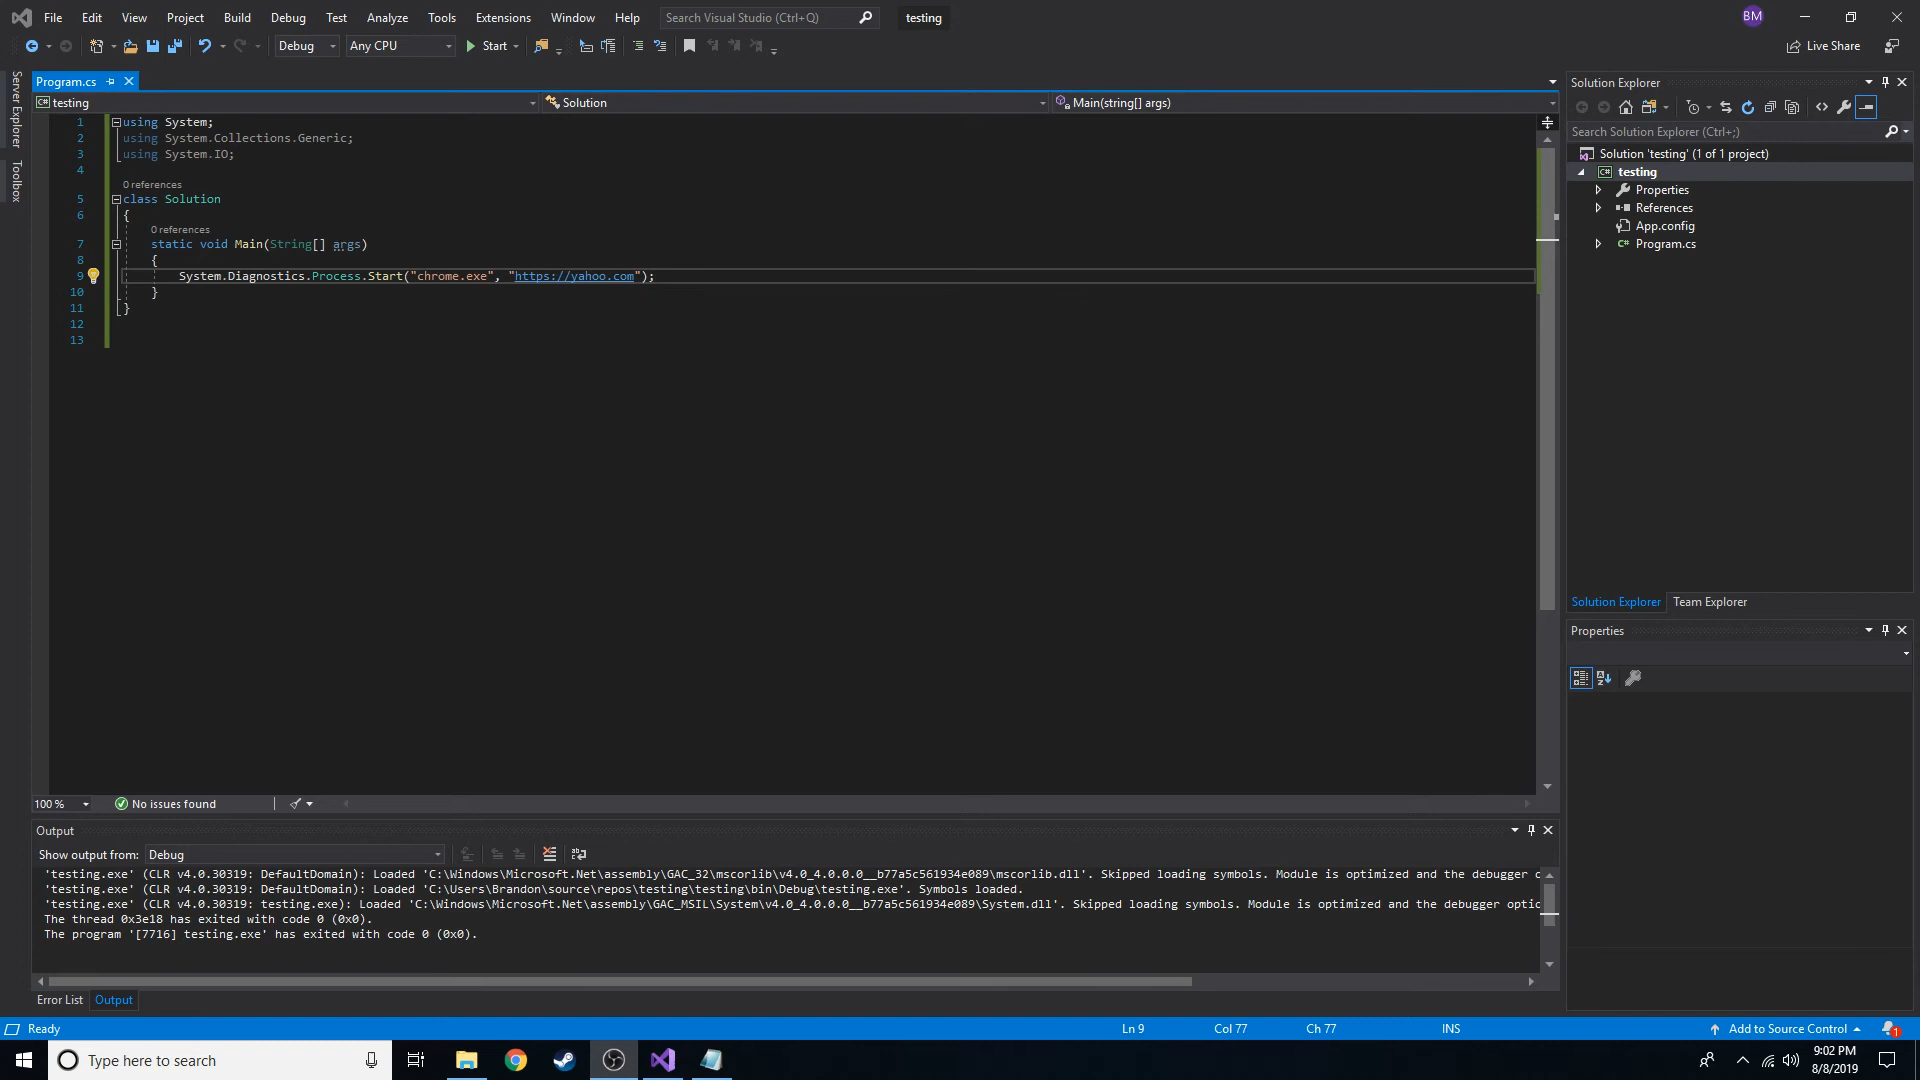 File Edit View Project Build Debug Test Analyze Tools Extensions Window Help Search Visual Studio (Ctrl+Q) testing BM
Debug Any CPU Start Live Share
Server Explorer
Toolbox
Program.cs
testing Solution Main(string[] args)
1 using System;
2 using System.Collections.Generic;
3 using System.IO;
4
0 references
5 class Solution
6 {
0 references
7 static void Main(String[] args)
8 {
9 System.Diagnostics.Process.Start("chrome.exe", "https://yahoo.com");
10 }
11 }
12
13
100 % No issues found
Solution Explorer
Search Solution Explorer (Ctrl+;)
Solution 'testing' (1 of 1 project)
C# testing
Properties
References
App.config
C# Program.cs
Solution Explorer Team Explorer
Properties
Output
Show output from: Debug
'testing.exe' (CLR v4.0.30319: DefaultDomain): Loaded 'C:\Windows\Microsoft.Net\assembly\GAC_32\mscorlib\v4.0_4.0.0.0__b77a5c561934e089\mscorlib.dll'. Skipped loading symbols. Module is optimized and the debugger o
'testing.exe' (CLR v4.0.30319: DefaultDomain): Loaded 'C:\Users\Brandon\source\repos\testing\testing\bin\Debug\testing.exe'. Symbols loaded.
'testing.exe' (CLR v4.0.30319: testing.exe): Loaded 'C:\Windows\Microsoft.Net\assembly\GAC_MSIL\System\v4.0_4.0.0.0__b77a5c561934e089\System.dll'. Skipped loading symbols. Module is optimized and the debugger optio
The thread 0x3e18 has exited with code 0 (0x0).
The program '[7716] testing.exe' has exited with code 0 (0x0).
Error List Output
Ready Ln 9 Col 77 Ch 77 INS Add to Source Control 1
Type here to search
9:02 PM
8/8/2019